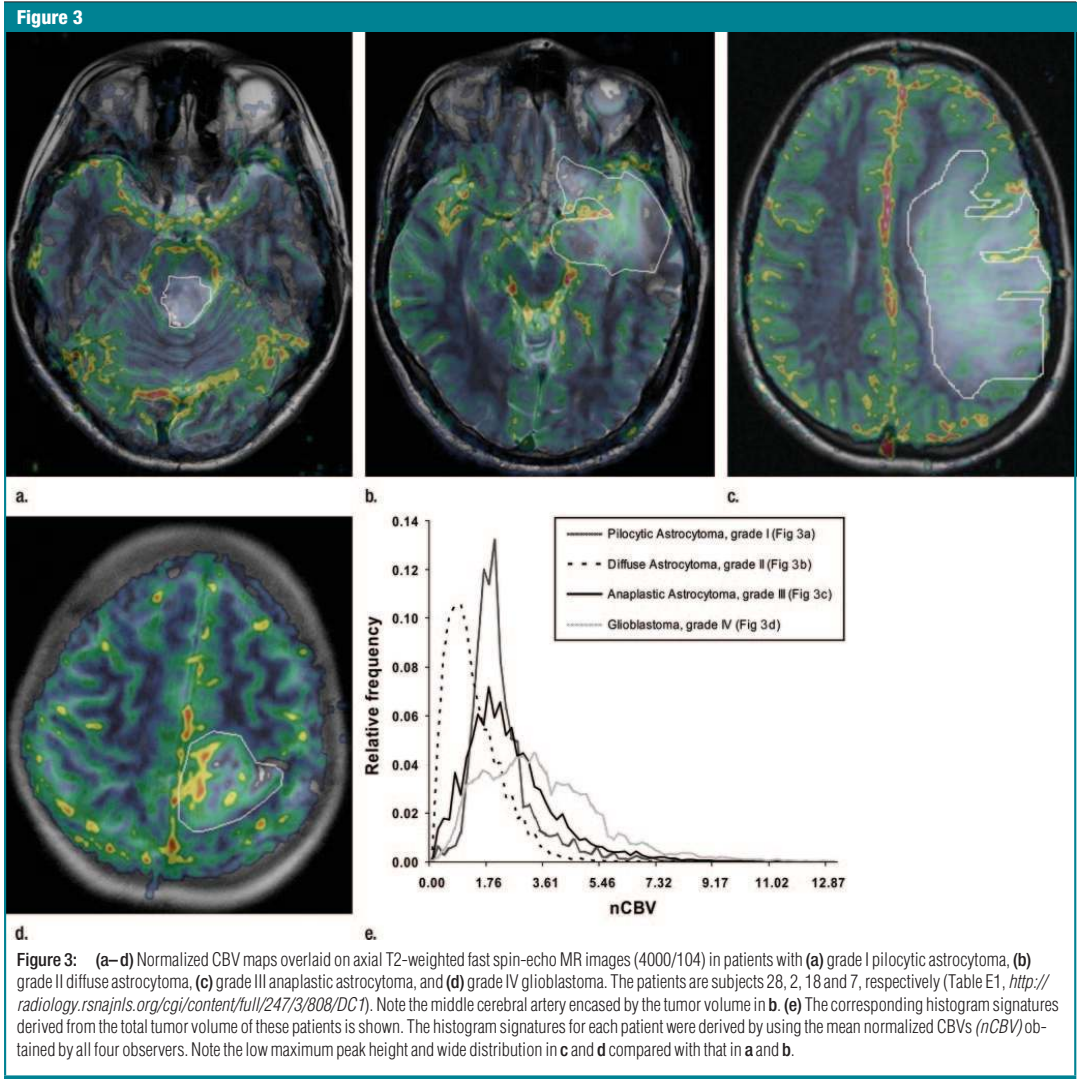 Figure 3
a.
b.
c.
0.14
0.12
0.10
0.08
0.06
0.04
0.02
0.00
Relative frequency
Pilocytic Astrocytoma, grade I (Fig 3a)
Diffuse Astrocytoma, grade II (Fig 3b)
Anaplastic Astrocytoma, grade III (Fig 3c)
Glioblastoma, grade IV (Fig 3d)
0.00 1.76 3.61 5.46 7.32 9.17 11.02 12.87
nCBV
d.
e.
Figure 3: (a–d) Normalized CBV maps overlaid on axial T2-weighted fast spin-echo MR images (4000/104) in patients with (a) grade I pilocytic astrocytoma, (b)
grade II diffuse astrocytoma, (c) grade III anaplastic astrocytoma, and (d) grade IV glioblastoma. The patients are subjects 28, 2, 18 and 7, respectively (Table E1, http://
radiology.rsnajnls.org/cgi/content/full/247/3/808/DC1). Note the middle cerebral artery encased by the tumor volume in b. (e) The corresponding histogram signatures
derived from the total tumor volume of these patients is shown. The histogram signatures for each patient were derived by using the mean normalized CBVs (nCBV) ob-
tained by all four observers. Note the low maximum peak height and wide distribution in c and d compared with that in a and b.